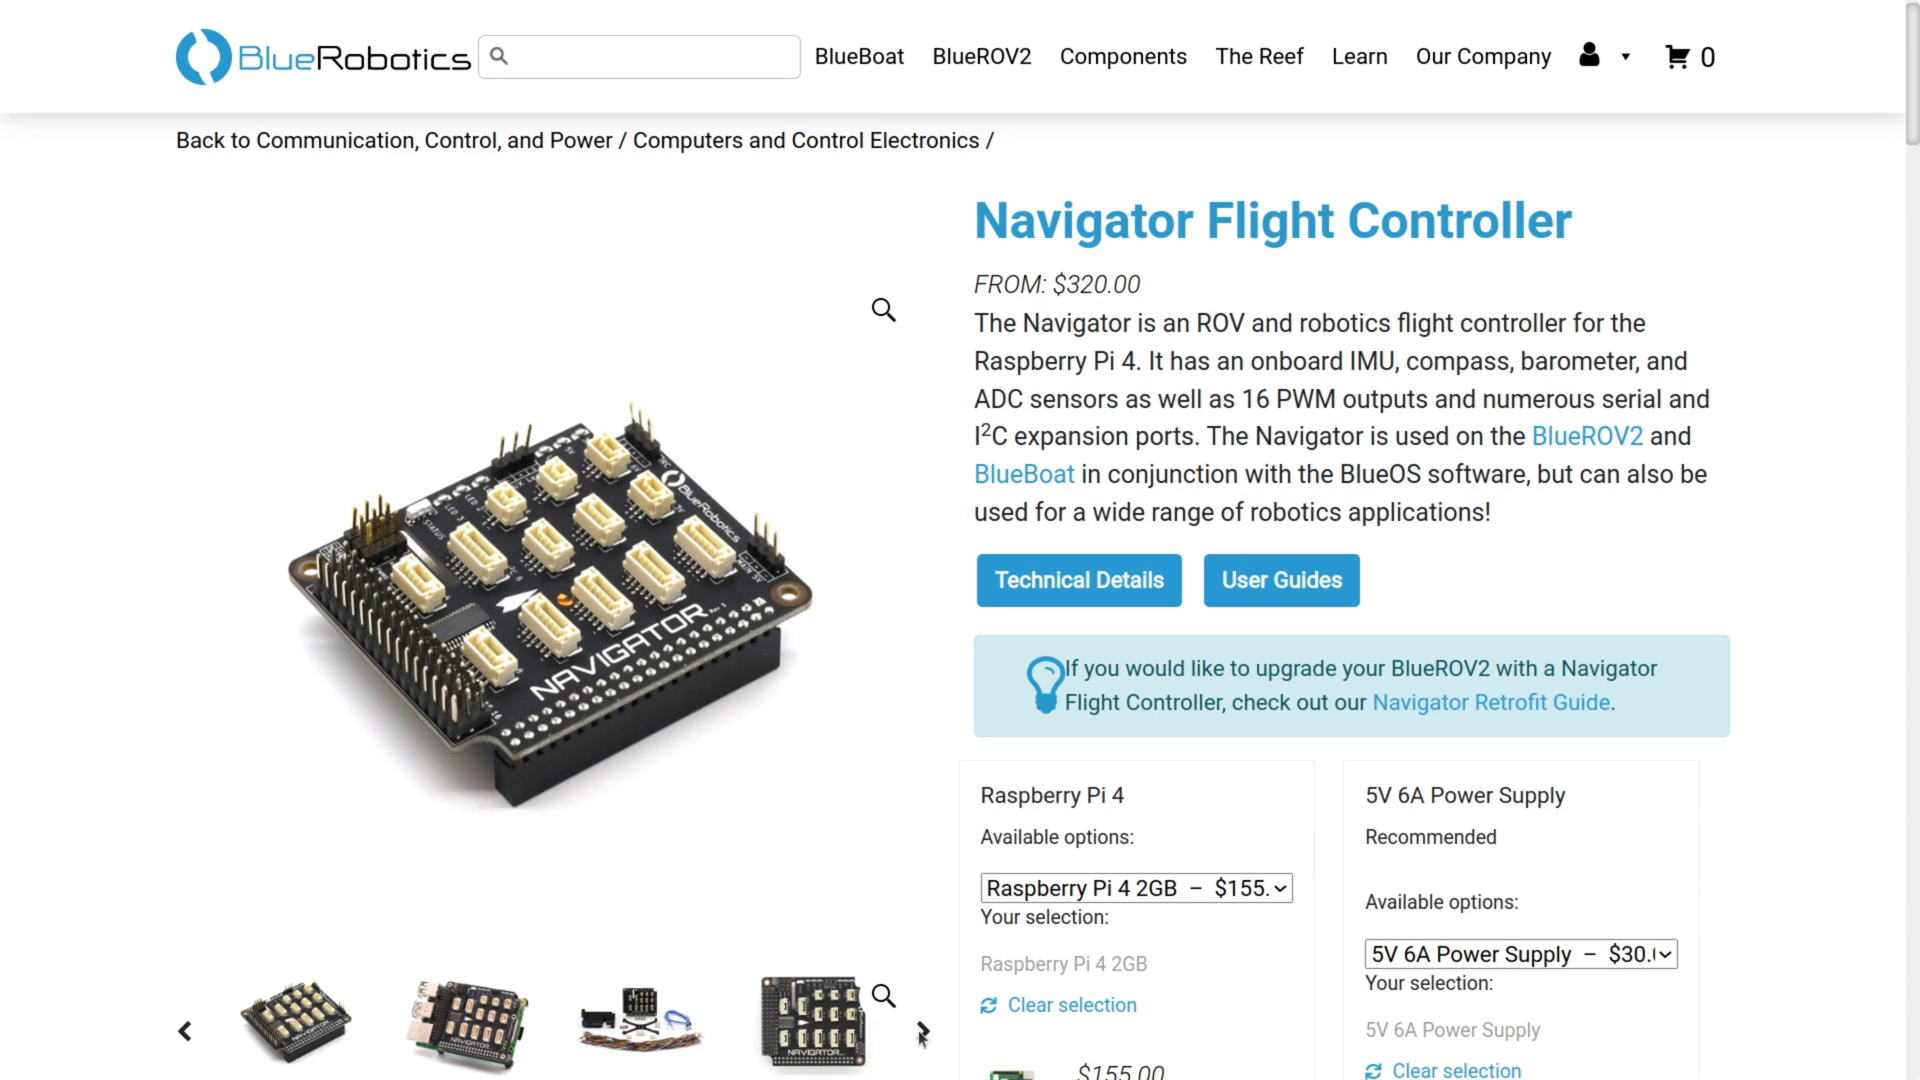 BlueRobotics
BlueBoat
BlueROV2
Components
The Reef
Learn
Our Company
0
Back to Communication, Control, and Power / Computers and Control Electronics /
Navigator Flight Controller
FROM: $320.00
The Navigator is an ROV and robotics flight controller for the
Raspberry Pi 4. It has an onboard IMU, compass, barometer, and
ADC sensors as well as 16 PWM outputs and numerous serial and
I²C expansion ports. The Navigator is used on the BlueROV2 and
BlueBoat in conjunction with the BlueOS software, but can also be
used for a wide range of robotics applications!
Technical Details
User Guides
If you would like to upgrade your BlueROV2 with a Navigator
Flight Controller, check out our Navigator Retrofit Guide.
Raspberry Pi 4
Available options:
Raspberry Pi 4 2GB – $155.
Your selection:
Raspberry Pi 4 2GB
Clear selection
$155.00
5V 6A Power Supply
Recommended
Available options:
5V 6A Power Supply – $30.
Your selection:
5V 6A Power Supply
Clear selection
BlueRobotics
STATUS
NAVIGATOR
NAVIGATOR
NAVIGATOR